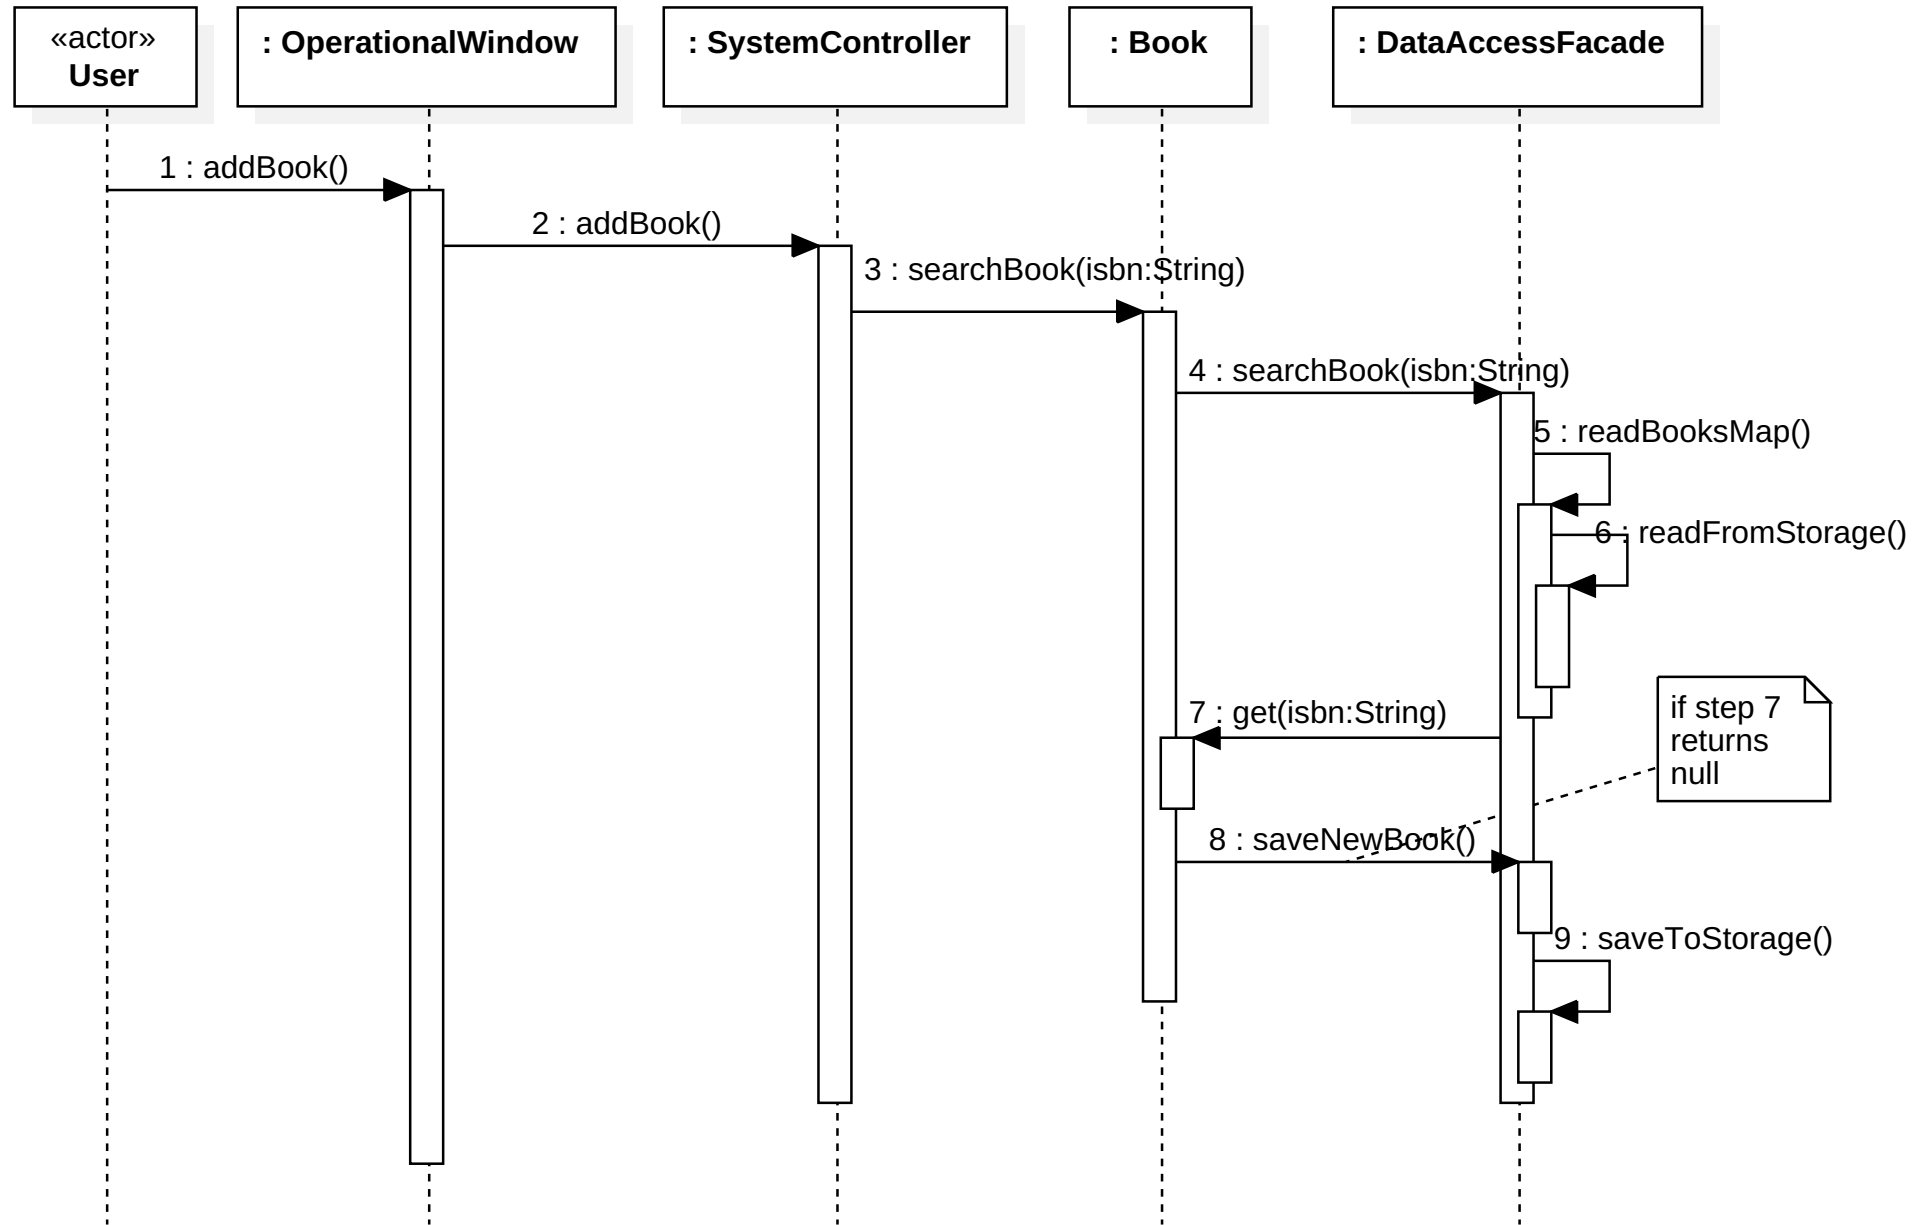 «actor»
User
: OperationalWindow
: SystemController
: Book
: DataAccessFacade
1 : addBook()
2 : addBook()
3 : searchBook(isbn:String)
4 : searchBook(isbn:String)
5 : readBooksMap()
6 : readFromStorage()
7 : get(isbn:String)
if step 7
returns
null
8 : saveNewBook()
9 : saveToStorage()